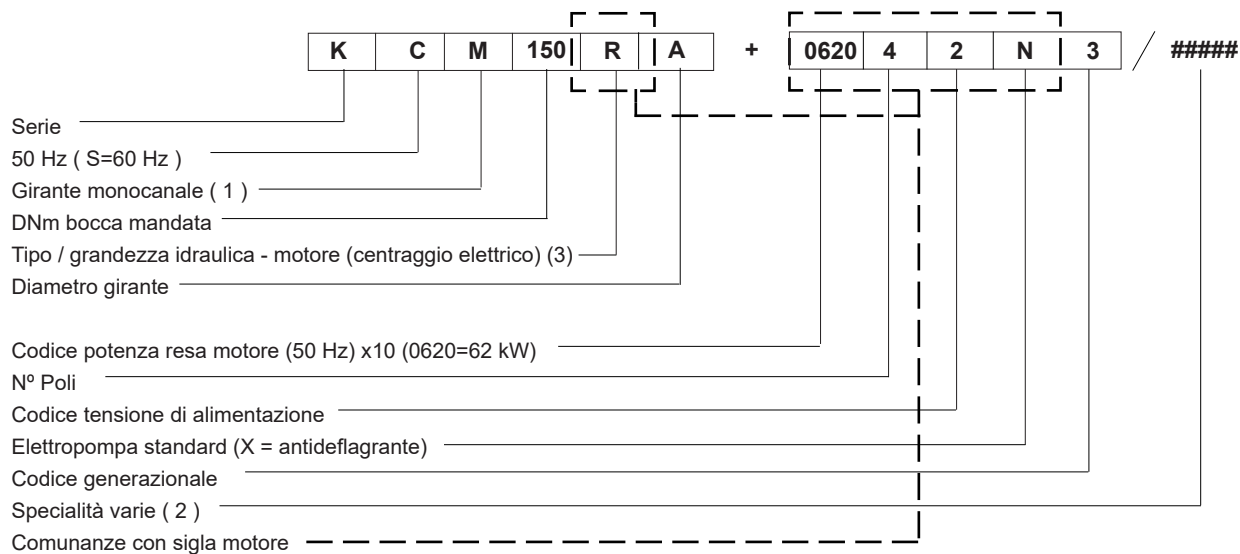 K C M 150 R A + 0620 4 2 N 3 / #####
Serie
50 Hz ( S=60 Hz )
Girante monocanale ( 1 )
DNm bocca mandata
Tipo / grandezza idraulica - motore (centraggio elettrico) (3)
Diametro girante
Codice potenza resa motore (50 Hz) x10 (0620=62 kW)
Nº Poli
Codice tensione di alimentazione
Elettropompa standard (X = antideflagrante)
Codice generazionale
Specialità varie ( 2 )
Comunanze con sigla motore